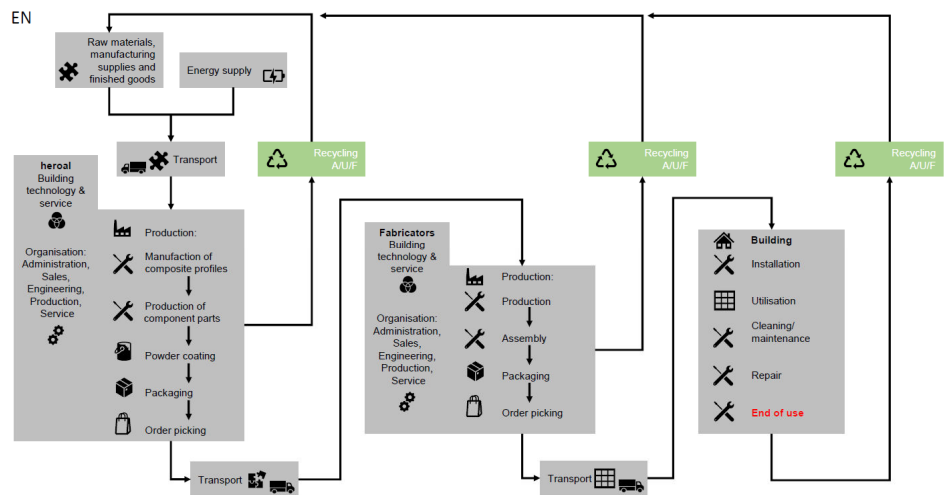 EN
Raw materials,
manufacturing
supplies and
finished goods
Energy supply
Transport
Recycling
A/U/F
Recycling
A/U/F
Recycling
A/U/F
heroal
Building
technology &
service
Organisation:
Administration,
Sales,
Engineering,
Production,
Service
Production:
Manufaction of
composite profiles
Production of
component parts
Powder coating
Packaging
Order picking
Transport
Fabricators
Building
technology &
service
Organisation:
Administration,
Sales,
Engineering,
Production,
Service
Production:
Production
Assembly
Packaging
Order picking
Transport
Building
Installation
Utilisation
Cleaning/
maintenance
Repair
End of use